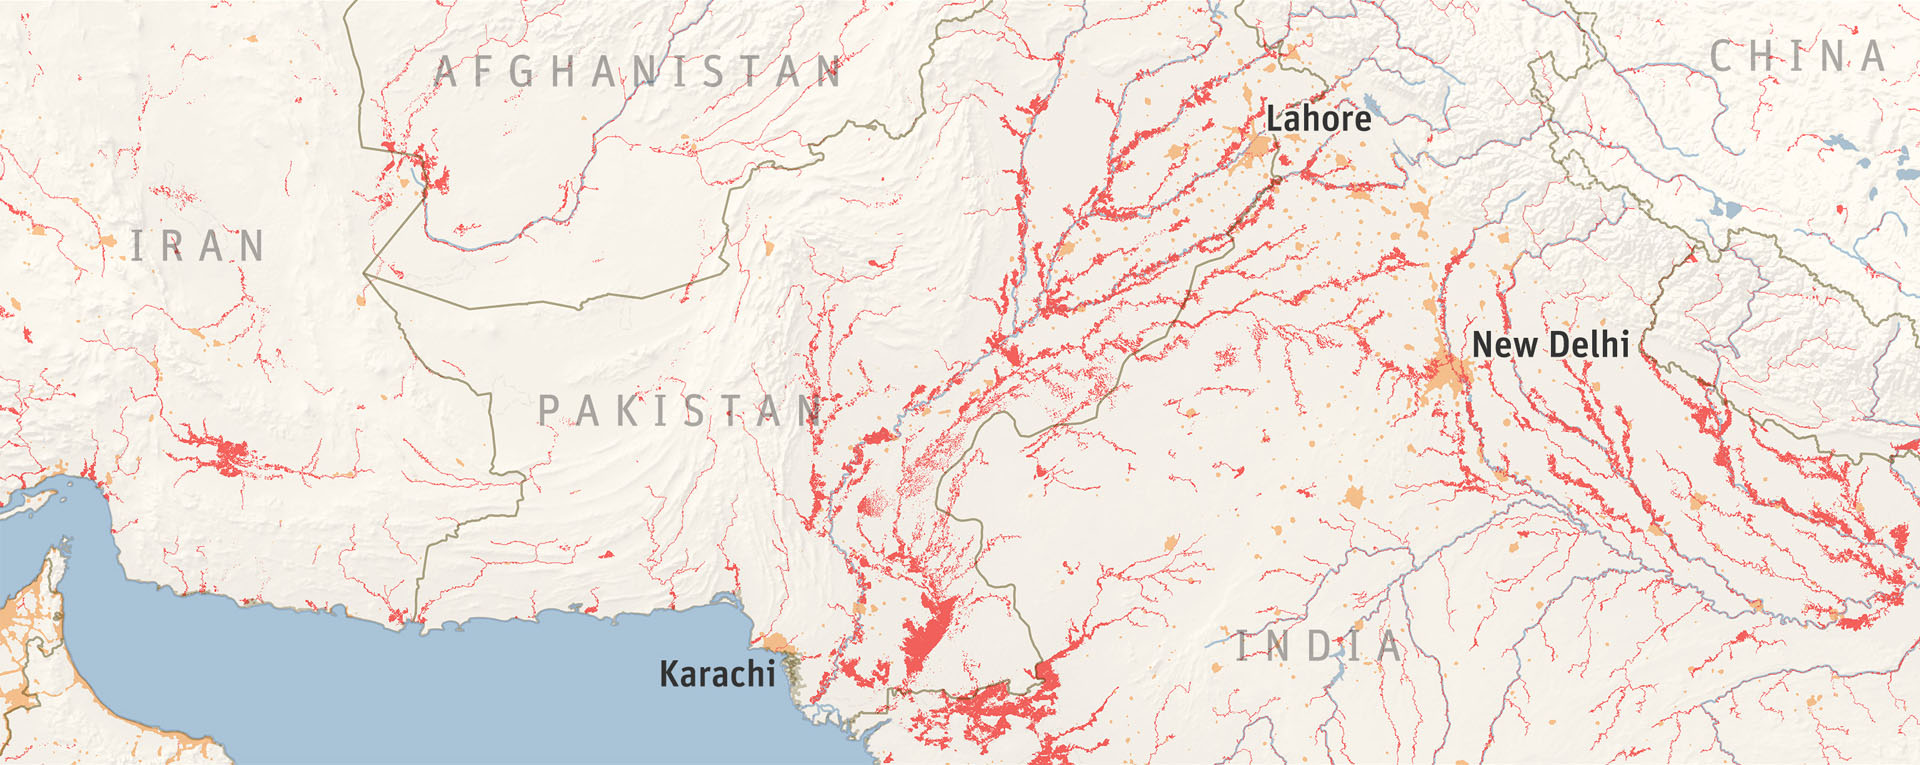 AFGHANISTAN
CHINA
Lahore
IRAN
New Delhi
PAKISTAN
INDIA
Karachi